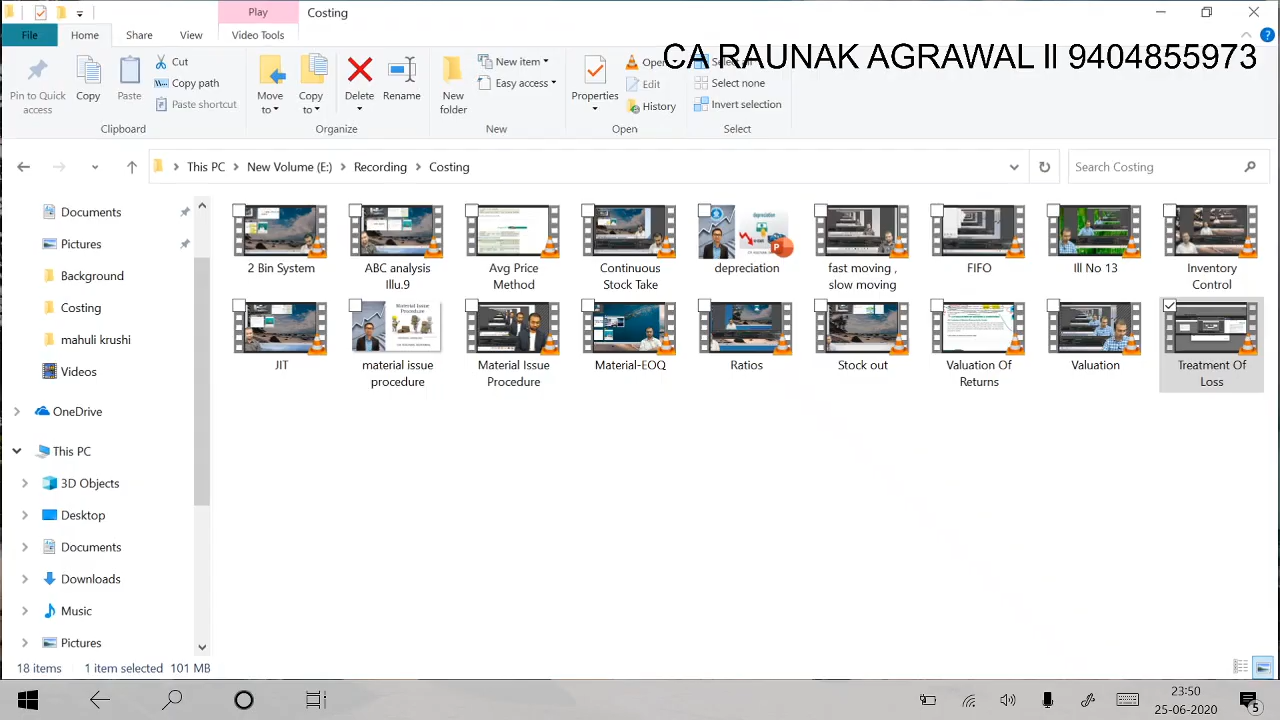 Play
Costing
File
Home
Share
View
Video Tools
CA RAUNAK AGRAWAL II 9404855973
Pin to Quick access
Copy
Paste
Cut
Copy path
Paste shortcut
Move to
Copy to
Delete
Rename
New folder
New item
Easy access
Properties
Open
Edit
History
Select all
Select none
Invert selection
Clipboard
Organize
New
Open
Select
This PC
New Volume (E:)
Recording
Costing
Search Costing
Documents
Pictures
Background
Costing
mahuli krushi
Videos
OneDrive
This PC
3D Objects
Desktop
Documents
Downloads
Music
Pictures
2 Bin System
ABC analysis
Illu.9
Avg Price
Method
Continuous
Stock Take
depreciation
fast moving ,
slow moving
FIFO
Ill No 13
Inventory
Control
JIT
material issue
procedure
Material Issue
Procedure
Material-EOQ
Ratios
Stock out
Valuation Of
Returns
Valuation
Treatment Of
Loss
18 items
1 item selected
101 MB
23:50
25-06-2020
5